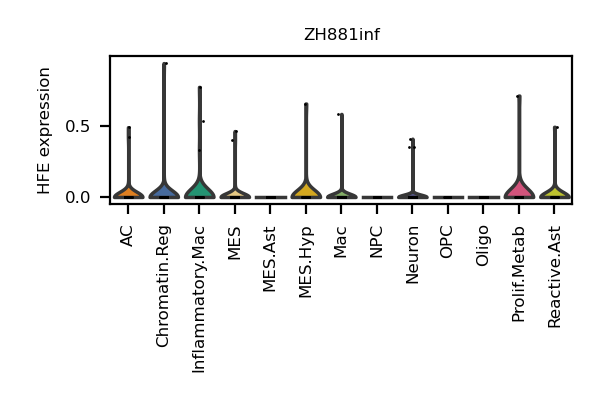 ZH881inf
HFE expression
0.5
0.0
AC
Chromatin.Reg
Inflammatory.Mac
MES
MES.Ast
MES.Hyp
Mac
NPC
Neuron
OPC
Oligo
Prolif.Metab
Reactive.Ast